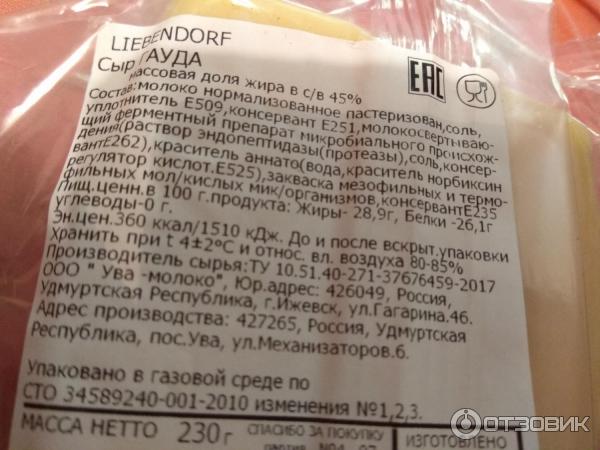 LIEBENDORF
Сыр ГАУДА
EAC
массовая доля жира в с/в 45%
Состав:молоко нормализованное пастеризован,соль,
уплотнитель Е509,консервант Е251,молокосвертываю-
щий ферментный препарат микробиального происхож-
дения(раствор эндопептидазы(протеазы),соль,консер-
вантЕ262),краситель аннато(вода,краситель норбиксин
регулятор кислот.Е525),закваска мезофильных и термо-
фильных мол/кислых мик/организмов,консервантЕ235
Пищ.ценн.в 100 г.продукта: Жиры- 28,9г, Белки -26,1г
углеводы-0 г.
Эн.цен.360 ккал/1510 кДж. До и после вскрыт.упаковки
Хранить при t 4±2°С и относ. вл. воздуха 80-85%
Производитель сырья:ТУ 10.51.40-271-37676459-2017
ООО " Ува -молоко", Юр.адрес: 426049, Россия,
Удмуртская Республика, г.Ижевск, ул.Гагарина.46.
Адрес производства: 427265, Россия, Удмуртская
Республика, пос.Ува, ул.Механизаторов.6.
Упаковано в газовой среде по
СТО 34589240-001-2010 изменения №1,2,3.
МАССА НЕТТО 230г
СПАСИБО ЗА ПОКУПКУ
ИЗГОТОВЛЕНО
ОТЗОВИК